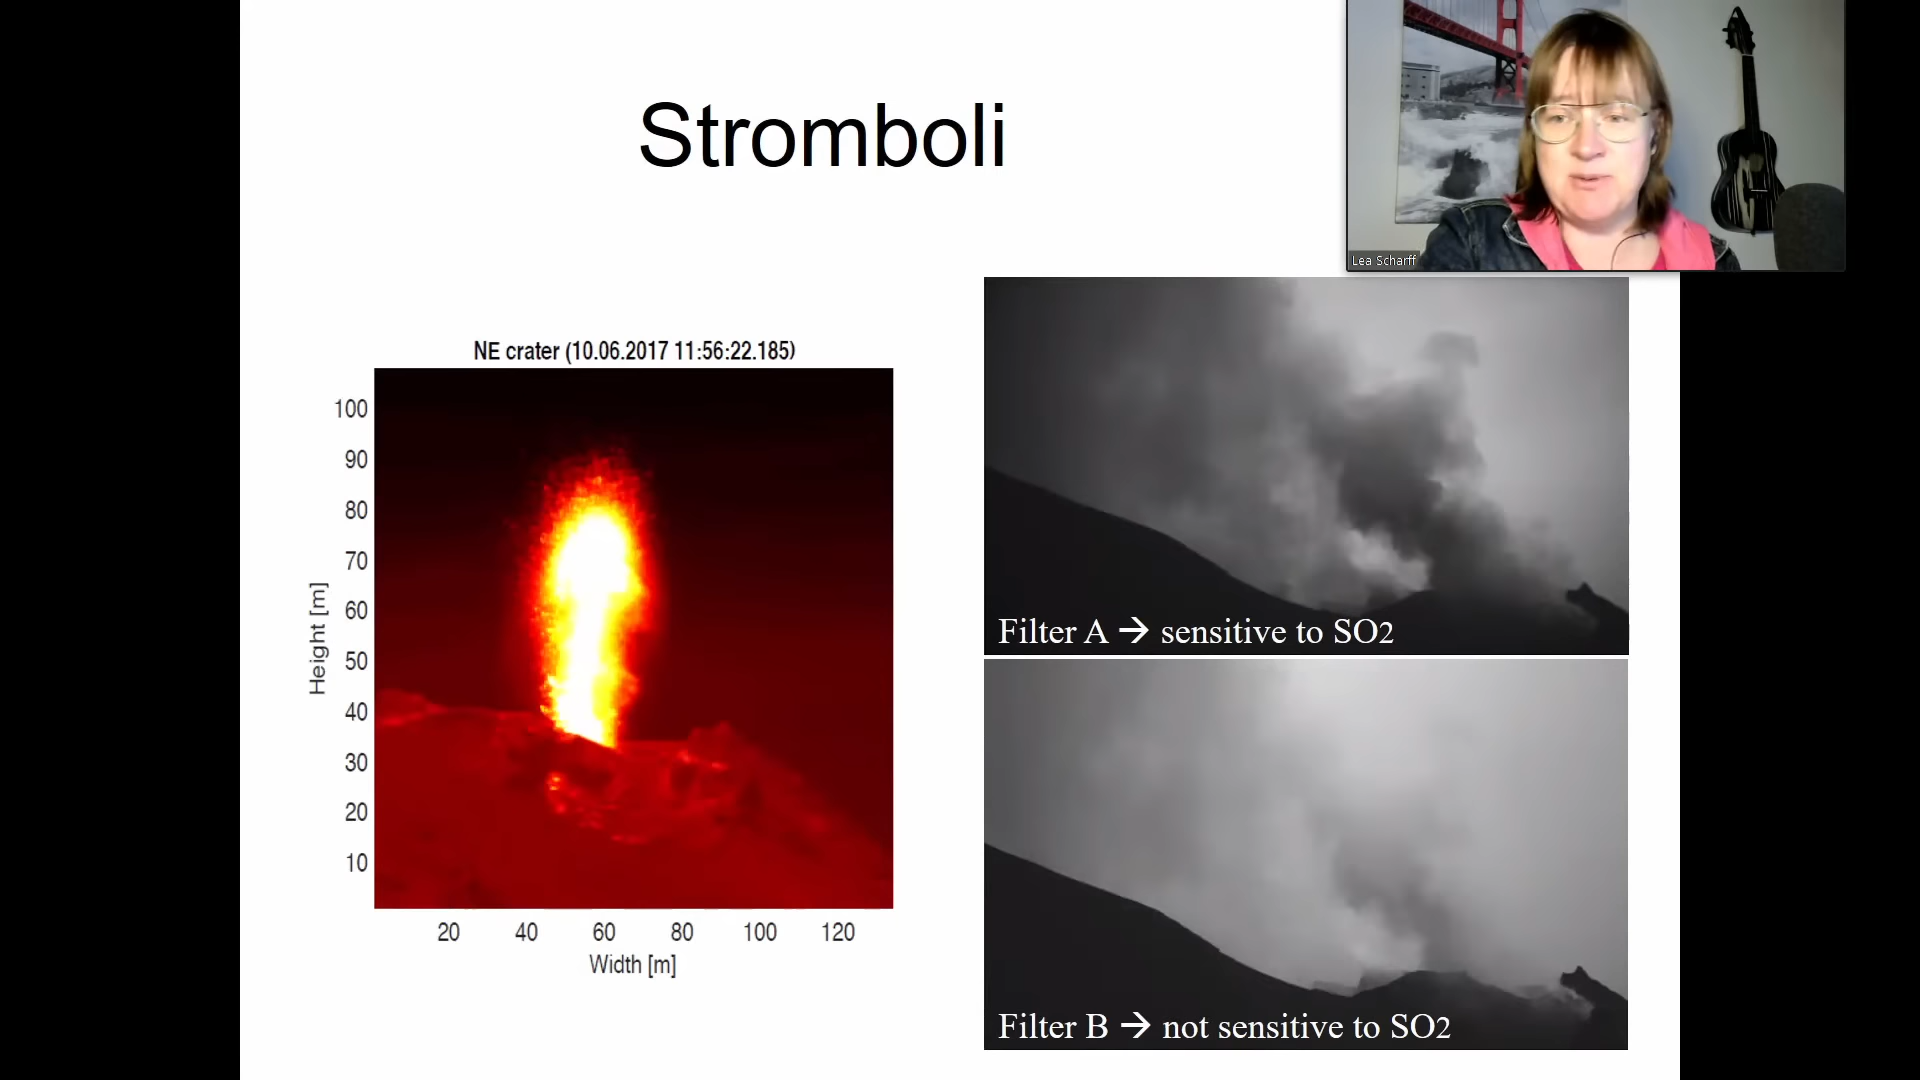 Stromboli
Lea Scharff
NE crater (10.06.2017 11:56:22.185)
100
90
80
70
60
50
40
30
20
10
Height [m]
20 40 60 80 100 120
Width [m]
Filter A → sensitive to SO2
Filter B → not sensitive to SO2